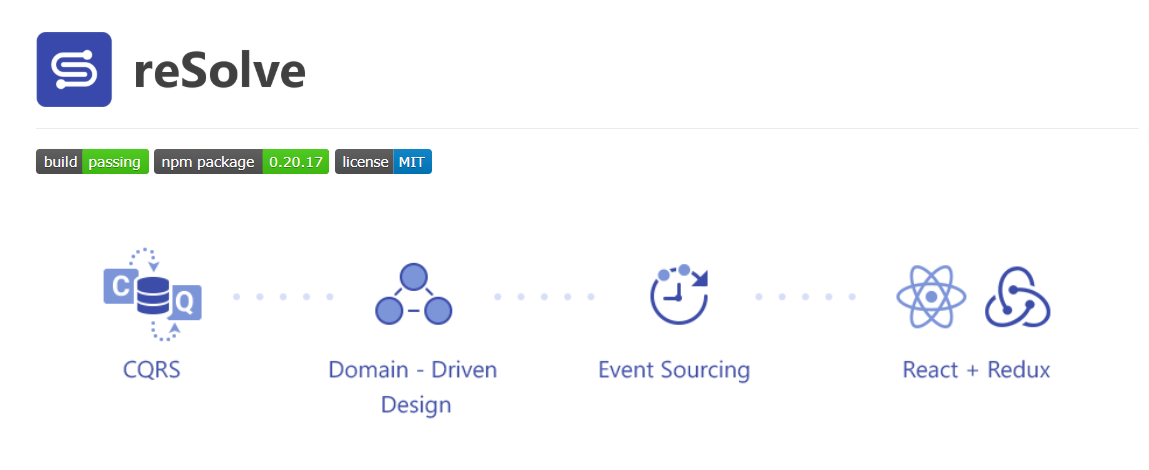 reSolve
build passing npm package 0.20.17 license MIT
C Q
CQRS Domain - Driven Design Event Sourcing React + Redux